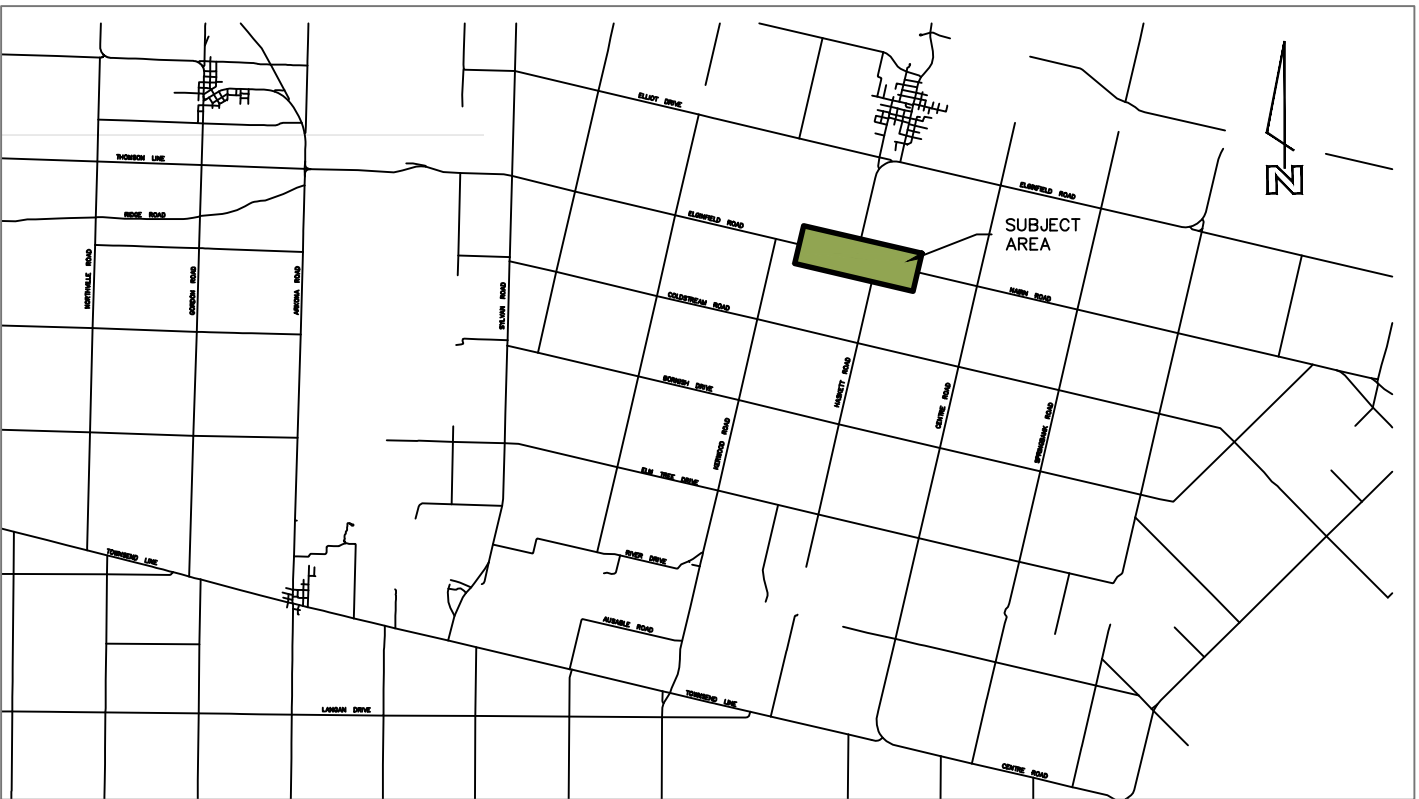 ELLIOT DRIVE
THOMSON LINE
ELGINFIELD ROAD
RIDGE ROAD
ELGINFIELD ROAD
SUBJECT
AREA
N
NORTHVILLE ROAD
GORDON ROAD
ARKONA ROAD
SYLVAN ROAD
COLDSTREAM ROAD
NAIRN ROAD
BORNISH DRIVE
HASKETT ROAD
CENTRE ROAD
SPRINGBANK ROAD
KERWOOD ROAD
ELM TREE DRIVE
TOWNSEND LINE
RIVER DRIVE
AUSABLE ROAD
TOWNSEND LINE
LANGAN DRIVE
CENTRE ROAD